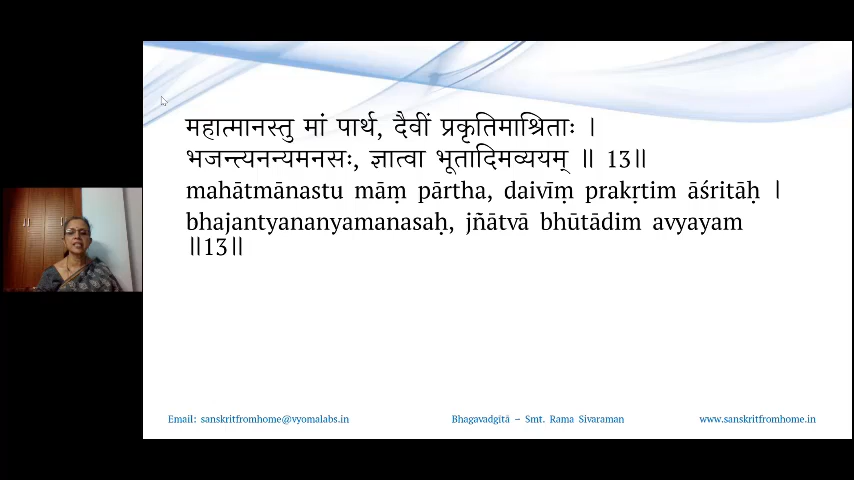 महात्मानस्तु मां पार्थ, दैवीं प्रकृतिमाश्रिताः ।
भजन्त्यनन्यमनसः, ज्ञात्वा भूतादिमव्ययम् ॥ 13॥
mahātmānastu māṃ pārtha, daivīṃ prakṛtim āśritāḥ ।
bhajantyananyamanasaḥ, jñātvā bhūtādim avyayam
॥13॥
Email: sanskritfromhome@vyomalabs.in Bhagavadgītā – Smt. Rama Sivaraman www.sanskritfromhome.in